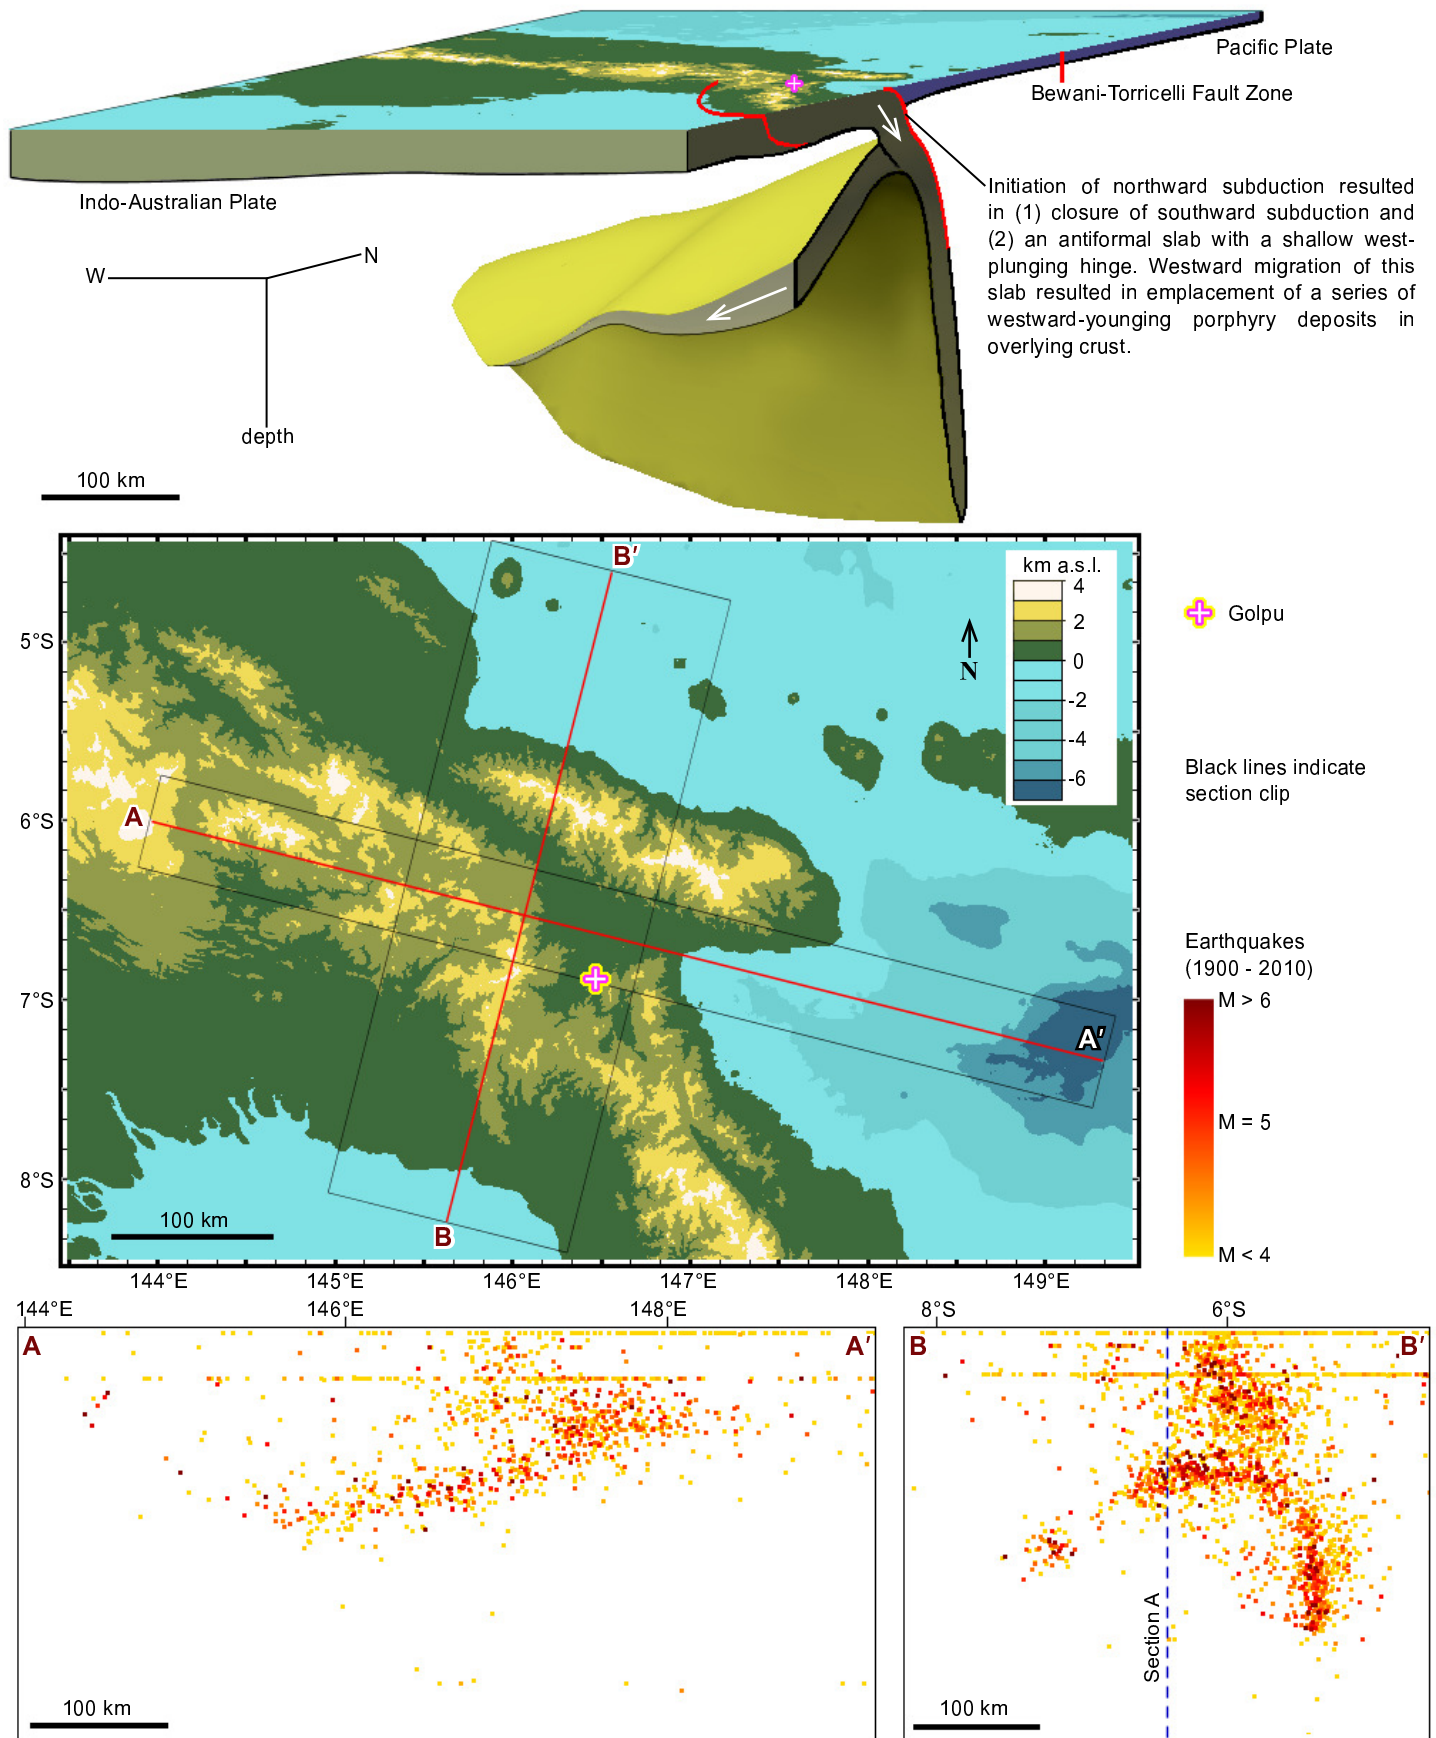 Pacific Plate
Bewani-Torricelli Fault Zone
Indo-Australian Plate
Initiation of northward subduction resulted
in (1) closure of southward subduction and
(2) an antiformal slab with a shallow west-
plunging hinge. Westward migration of this
slab resulted in emplacement of a series of
westward-younging porphyry deposits in
overlying crust.
W
N
depth
100 km
B′
km a.s.l.
4
2
0
-2
-4
-6
N
Golpu
5°S
6°S
7°S
8°S
A
A′
B
100 km
Black lines indicate
section clip
Earthquakes
(1900 - 2010)
M > 6
M = 5
M < 4
144°E
145°E
146°E
147°E
148°E
149°E
144°E
146°E
148°E
A
A′
100 km
8°S
6°S
B
B′
Section A
100 km